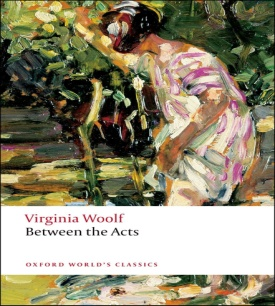 Virginia Woolf
Between the Acts
OXFORD WORLD'S CLASSICS